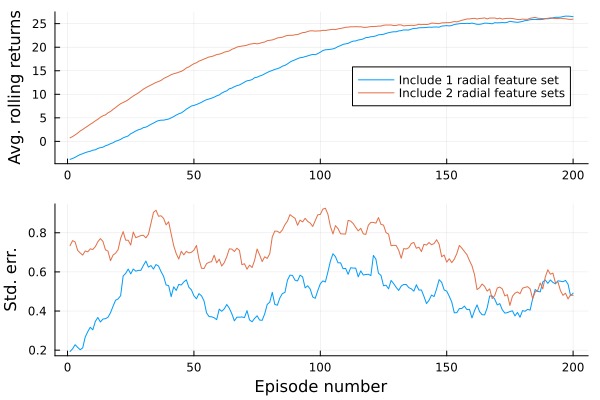 Avg. rolling returns
25
20
15
10
5
0
Include 1 radial feature set
Include 2 radial feature sets
0 50 100 150 200
Std. err.
0.8
0.6
0.4
0.2
0 50 100 150 200
Episode number